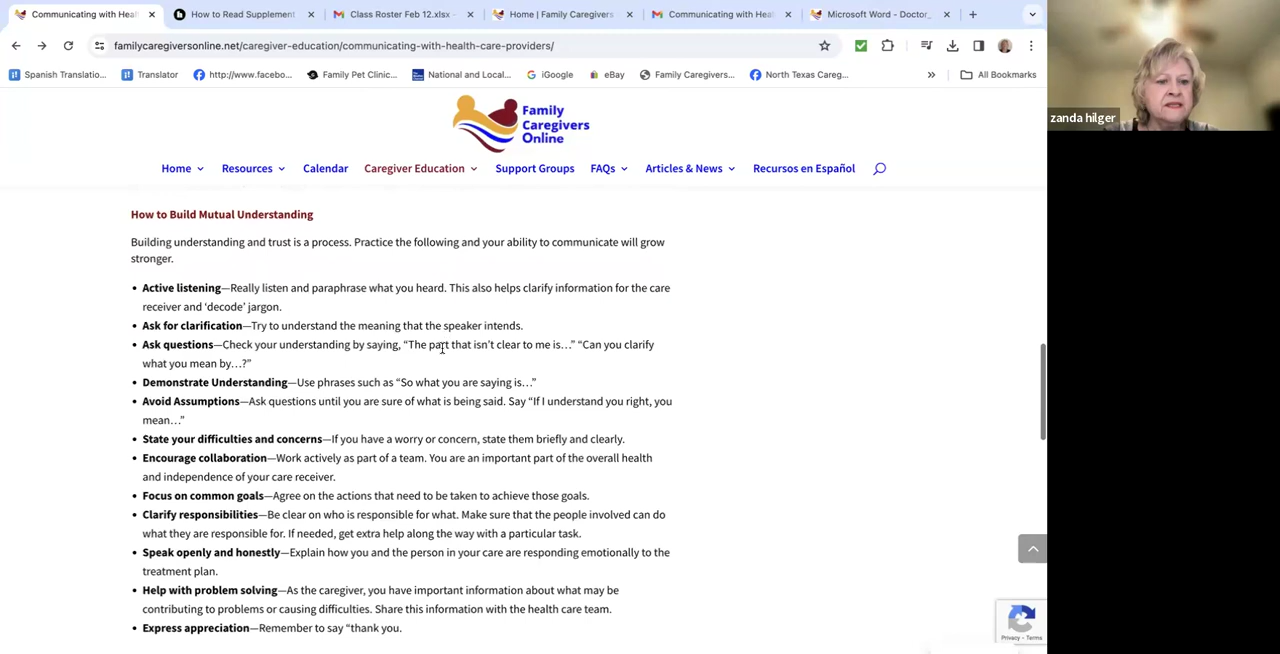 Communicating with Heal
How to Read Supplement
Class Roster Feb 12.xlsx -
Home | Family Caregivers
Communicating with Heal
Microsoft Word - Doctor_
familycaregiversonline.net/caregiver-education/communicating-with-health-care-providers/
Spanish Translatio...
Translator
http://www.facebo...
Family Pet Clinic...
National and Local...
iGoogle
eBay
Family Caregivers...
North Texas Careg...
»
All Bookmarks
zanda hilger
Family
Caregivers
Online
Home
Resources
Calendar
Caregiver Education
Support Groups
FAQs
Articles & News
Recursos en Español
How to Build Mutual Understanding
Building understanding and trust is a process. Practice the following and your ability to communicate will grow
stronger.
• Active listening—Really listen and paraphrase what you heard. This also helps clarify information for the care
receiver and ‘decode’ jargon.
• Ask for clarification—Try to understand the meaning that the speaker intends.
• Ask questions—Check your understanding by saying, “The part that isn’t clear to me is…” “Can you clarify
what you mean by…?”
• Demonstrate Understanding—Use phrases such as “So what you are saying is…”
• Avoid Assumptions—Ask questions until you are sure of what is being said. Say “If I understand you right, you
mean…”
• State your difficulties and concerns—If you have a worry or concern, state them briefly and clearly.
• Encourage collaboration—Work actively as part of a team. You are an important part of the overall health
and independence of your care receiver.
• Focus on common goals—Agree on the actions that need to be taken to achieve those goals.
• Clarify responsibilities—Be clear on who is responsible for what. Make sure that the people involved can do
what they are responsible for. If needed, get extra help along the way with a particular task.
• Speak openly and honestly—Explain how you and the person in your care are responding emotionally to the
treatment plan.
• Help with problem solving—As the caregiver, you have important information about what may be
contributing to problems or causing difficulties. Share this information with the health care team.
• Express appreciation—Remember to say “thank you.
Privacy - Terms